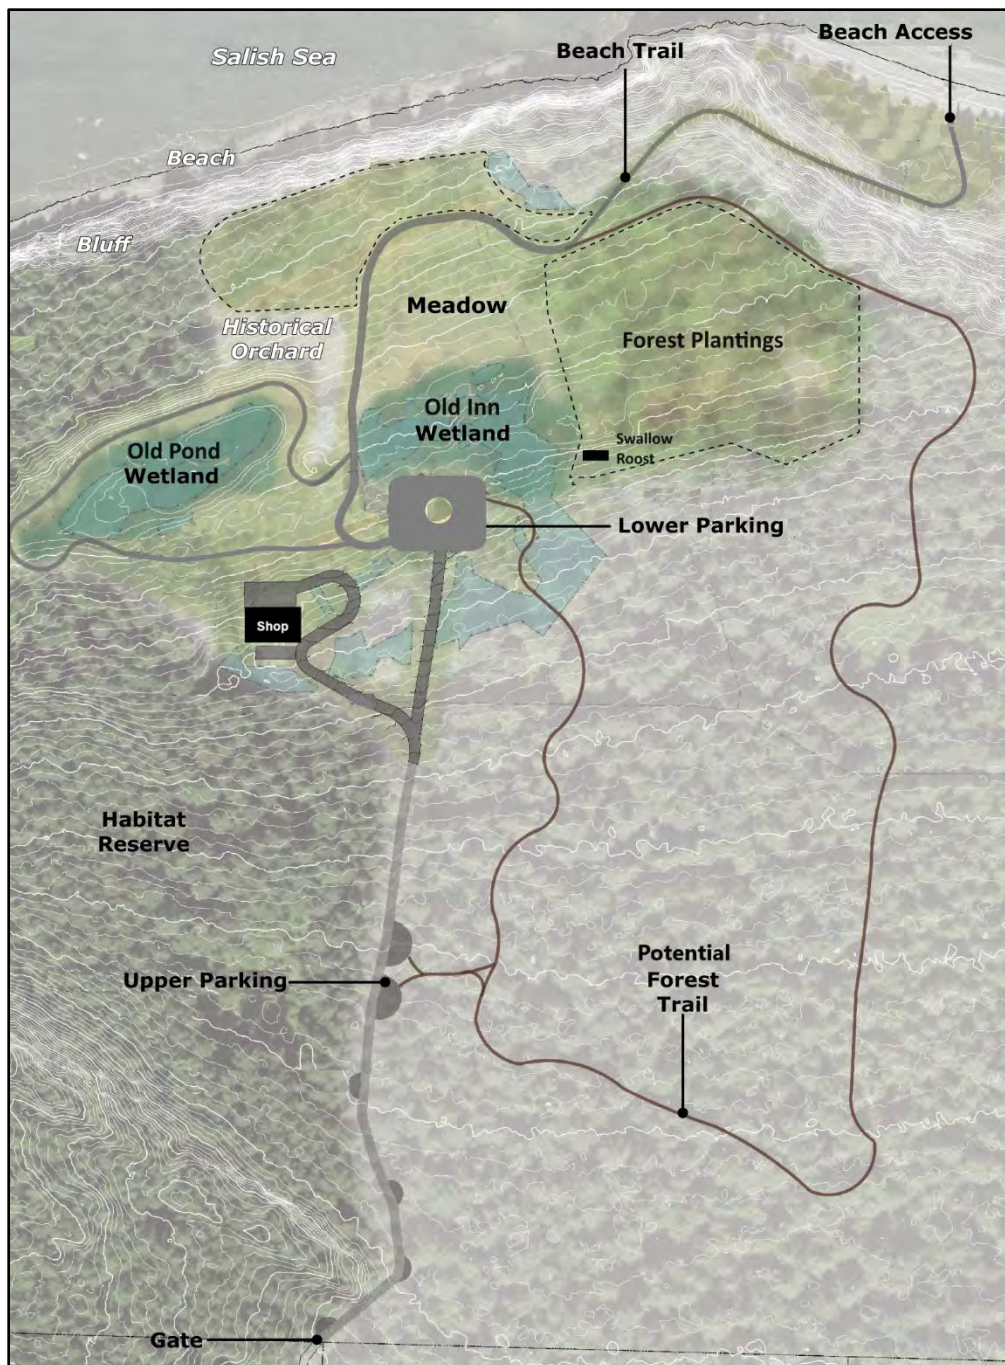 Salish Sea
Beach Trail
Beach Access
Beach
Bluff
Meadow
Historical
Orchard
Forest Plantings
Old Inn
Wetland
Old Pond
Wetland
Swallow
Roost
Lower Parking
Shop
Habitat
Reserve
Upper Parking
Potential
Forest
Trail
Gate